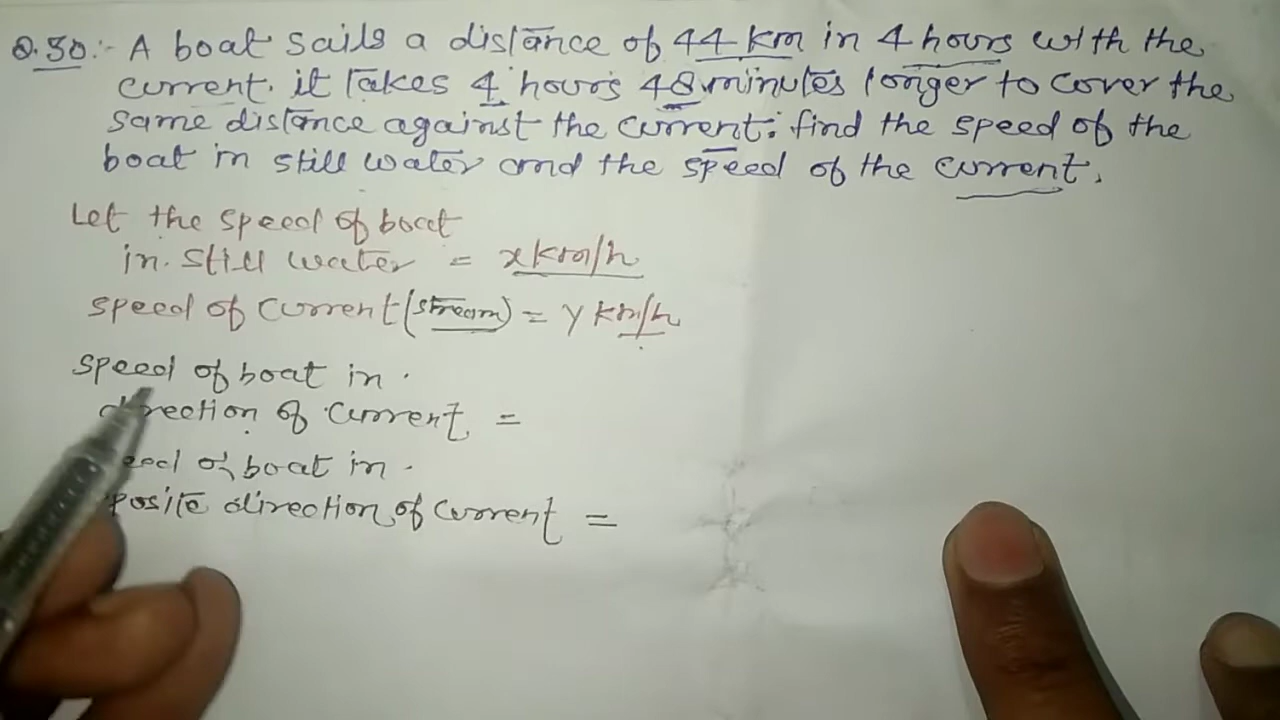 Q.30:- A boat sails a distance of 44 km in 4 hours with the
current. it takes 4 hours 48 minutes longer to cover the
same distance against the current. find the speed of the
boat in still water and the speed of the current.
Let the speed of boat
in still water = x km/h
speed of current (stream) = y km/h
speed of boat in
direction of current =
of boat in
direction of current =